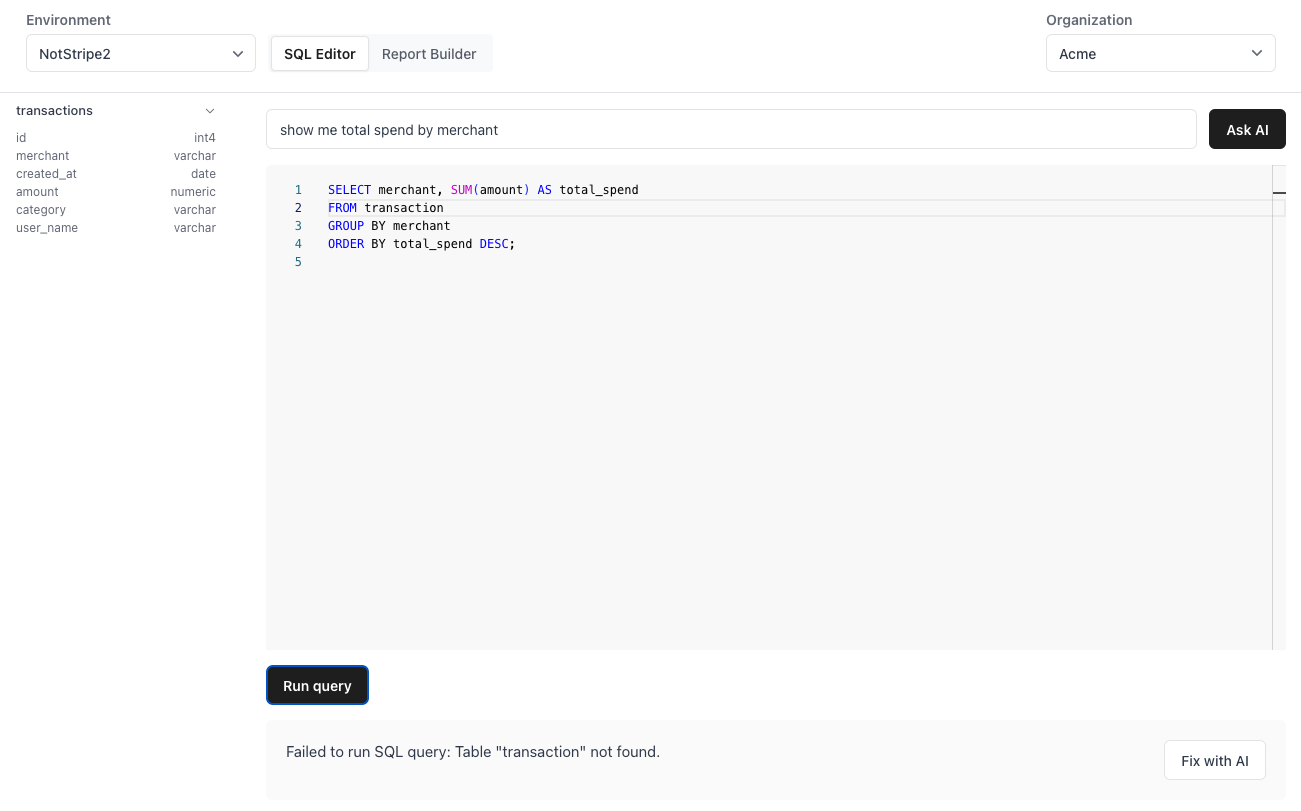 Environment
Organization
NotStripe2
SQL Editor
Report Builder
Acme
transactions
id int4
merchant varchar
created_at date
amount numeric
category varchar
user_name varchar
show me total spend by merchant
Ask AI
1 SELECT merchant, SUM(amount) AS total_spend
2 FROM transaction
3 GROUP BY merchant
4 ORDER BY total_spend DESC;
5
Run query
Failed to run SQL query: Table "transaction" not found.
Fix with AI